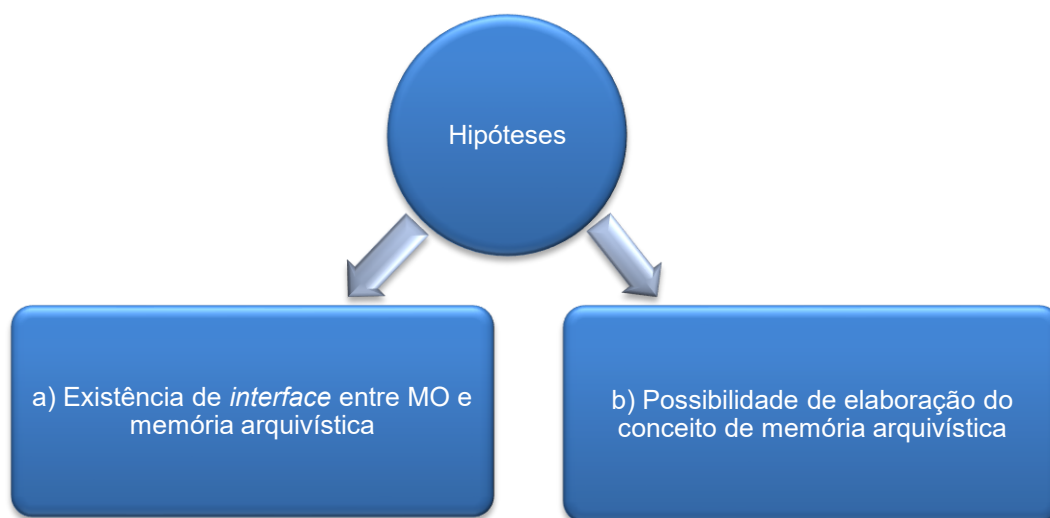 Hipóteses
a) Existência de interface entre MO e
memória arquivística
b) Possibilidade de elaboração do
conceito de memória arquivística